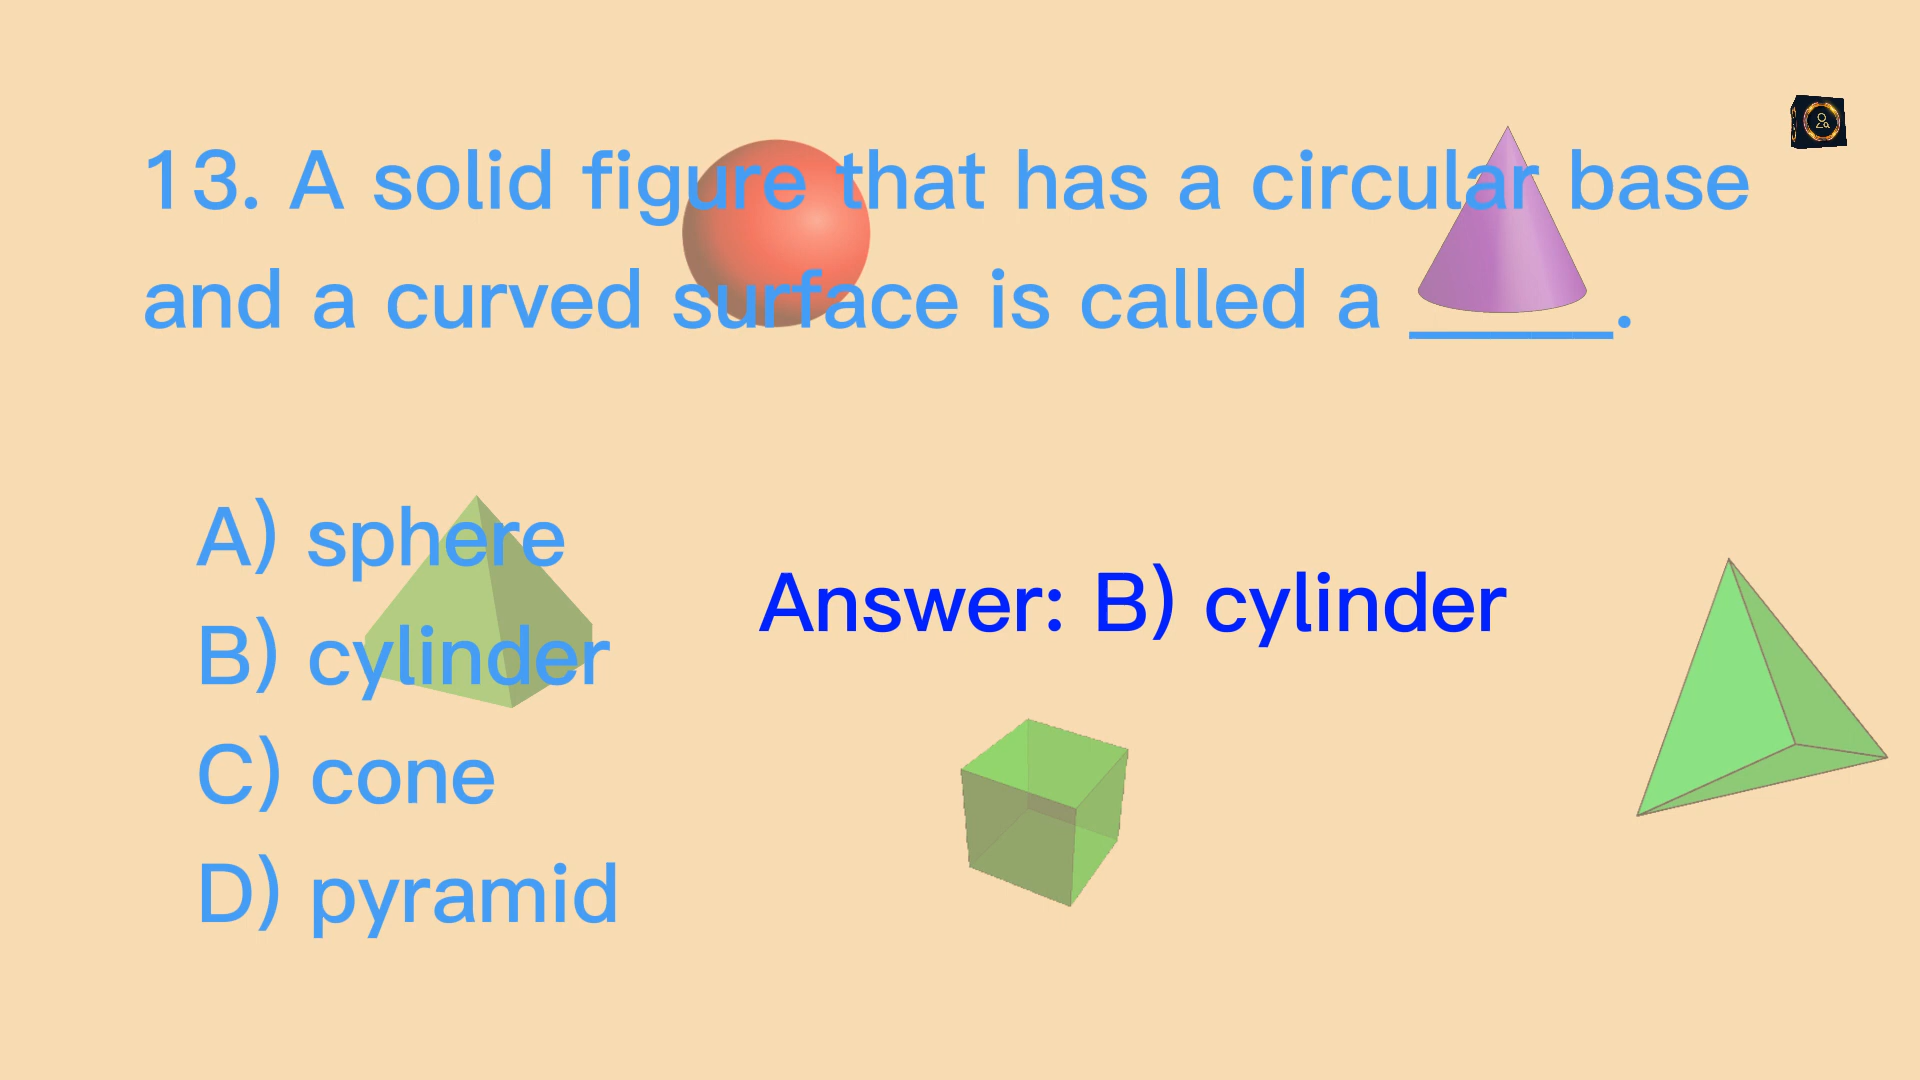 13. A solid figure that has a circular base
and a curved surface is called a _____.
A) sphere
B) cylinder
Answer: B) cylinder
C) cone
D) pyramid